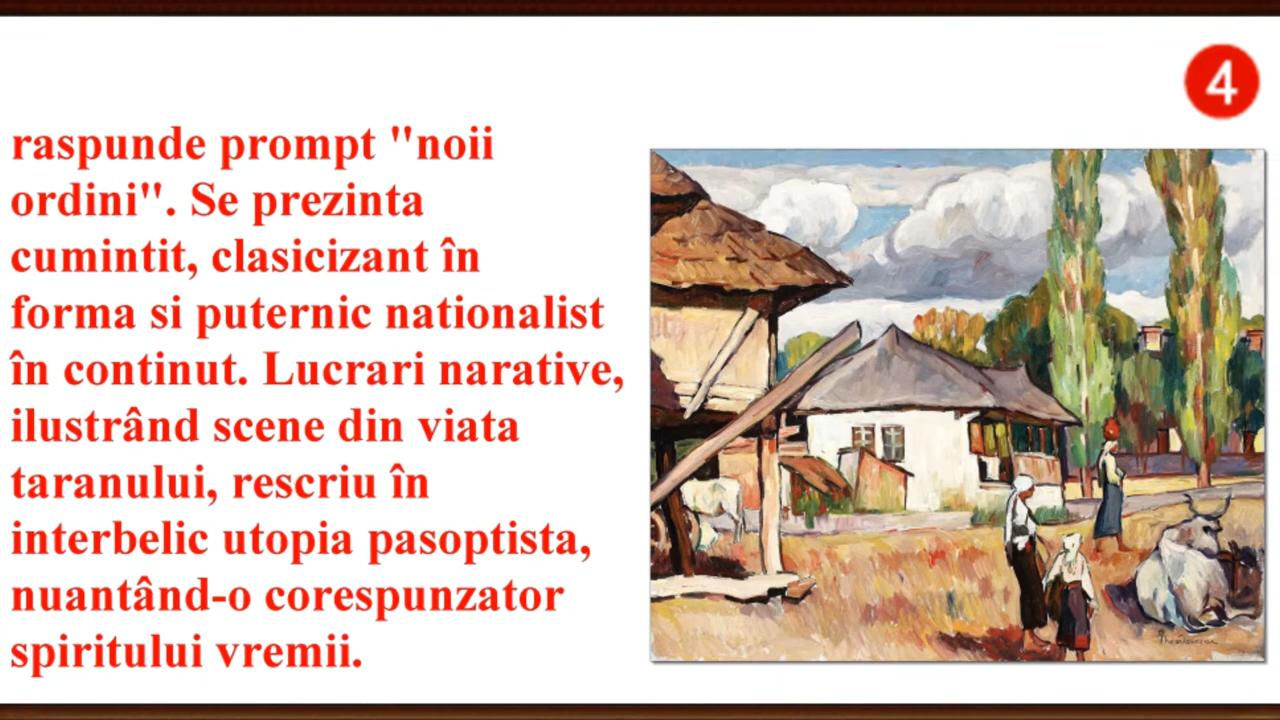 4
raspunde prompt "noii
ordini". Se prezinta
cumintit, clasicizant în
forma si puternic nationalist
în continut. Lucrari narative,
ilustrând scene din viata
taranului, rescriu în
interbelic utopia pasoptista,
nuantând-o corespunzator
spiritului vremii.